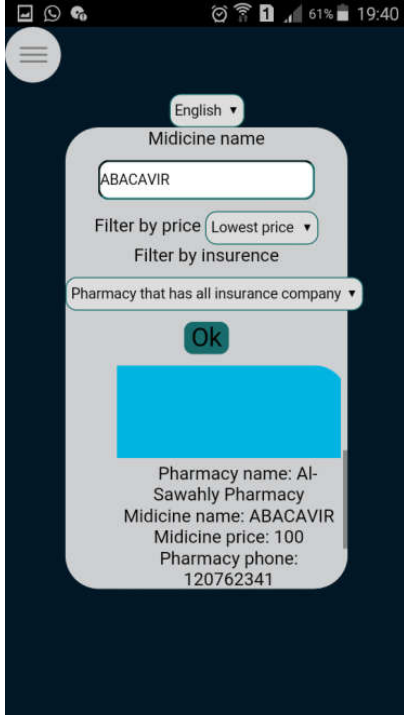 1 61% 19:40
English
Midicine name
ABACAVIR
Filter by price Lowest price
Filter by insurence
Pharmacy that has all insurance company
Ok
Pharmacy name: Al-
Sawahly Pharmacy
Midicine name: ABACAVIR
Midicine price: 100
Pharmacy phone:
120762341